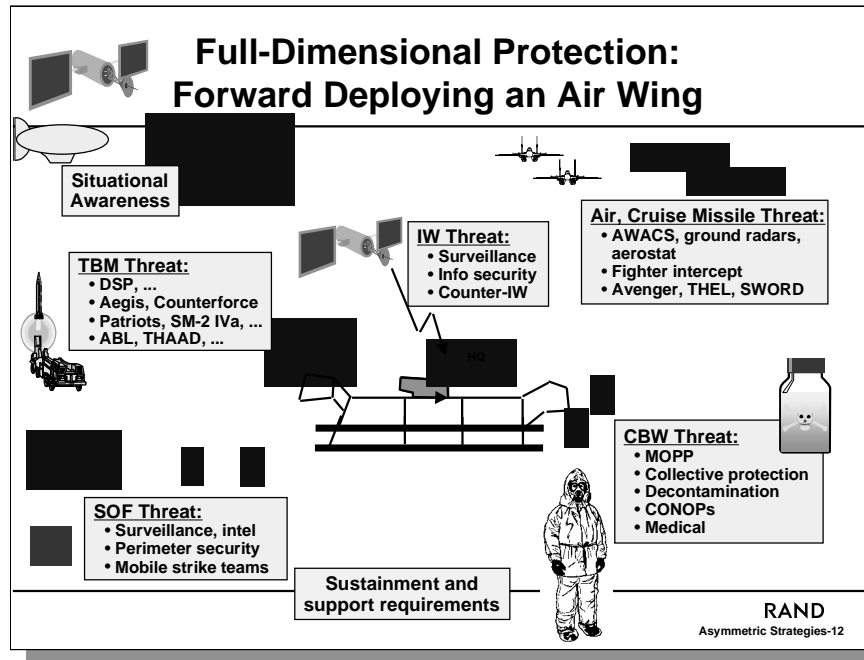 Full-Dimensional Protection:
Forward Deploying an Air Wing
Situational
Awareness
IW Threat:
• Surveillance
• Info security
• Counter-IW
Air, Cruise Missile Threat:
• AWACS, ground radars,
aerostat
• Fighter intercept
• Avenger, THEL, SWORD
TBM Threat:
• DSP, ...
• Aegis, Counterforce
• Patriots, SM-2 IVa, ...
• ABL, THAAD, ...
HQ
CBW Threat:
• MOPP
• Collective protection
• Decontamination
• CONOPs
• Medical
SOF Threat:
• Surveillance, intel
• Perimeter security
• Mobile strike teams
Sustainment and
support requirements
RAND
Asymmetric Strategies-12